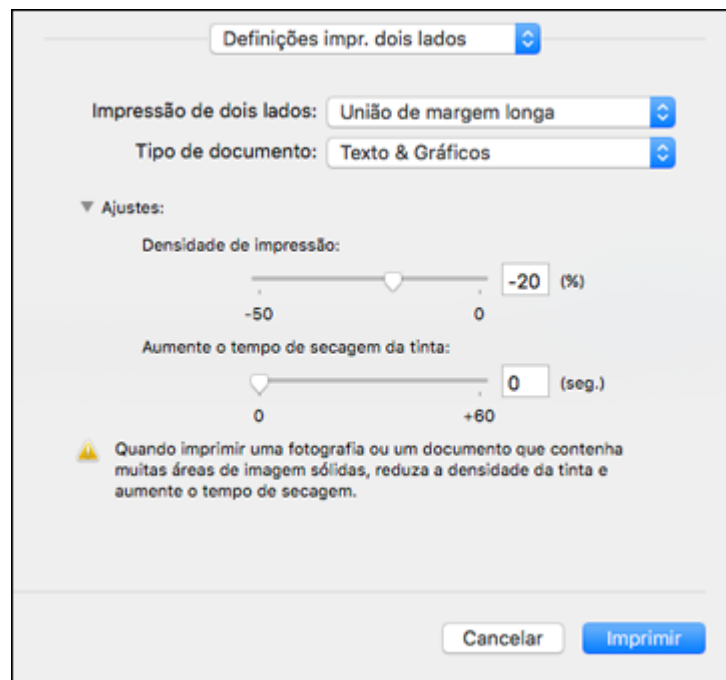 Definições impr. dois lados
Impressão de dois lados: União de margem longa
Tipo de documento: Texto & Gráficos
Ajustes:
Densidade de impressão:
-20 (%)
-50 0
Aumente o tempo de secagem da tinta:
0 (seg.)
0 +60
Quando imprimir uma fotografia ou um documento que contenha
muitas áreas de imagem sólidas, reduza a densidade da tinta e
aumente o tempo de secagem.
Cancelar Imprimir